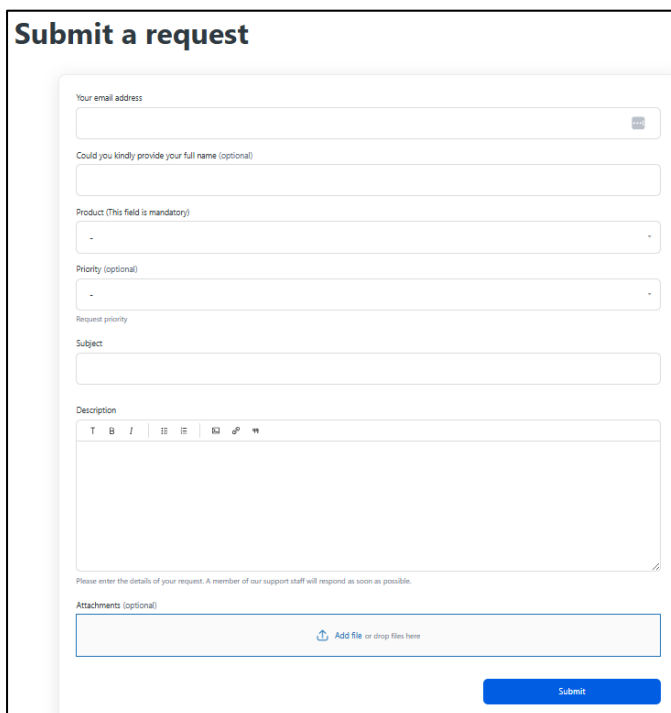 Submit a request
Your email address
Could you kindly provide your full name (optional)
Product (This field is mandatory)
-
Priority (optional)
-
Request priority
Subject
Description
T B I
Please enter the details of your request. A member of our support staff will respond as soon as possible.
Attachments (optional)
Add file or drop files here
Submit